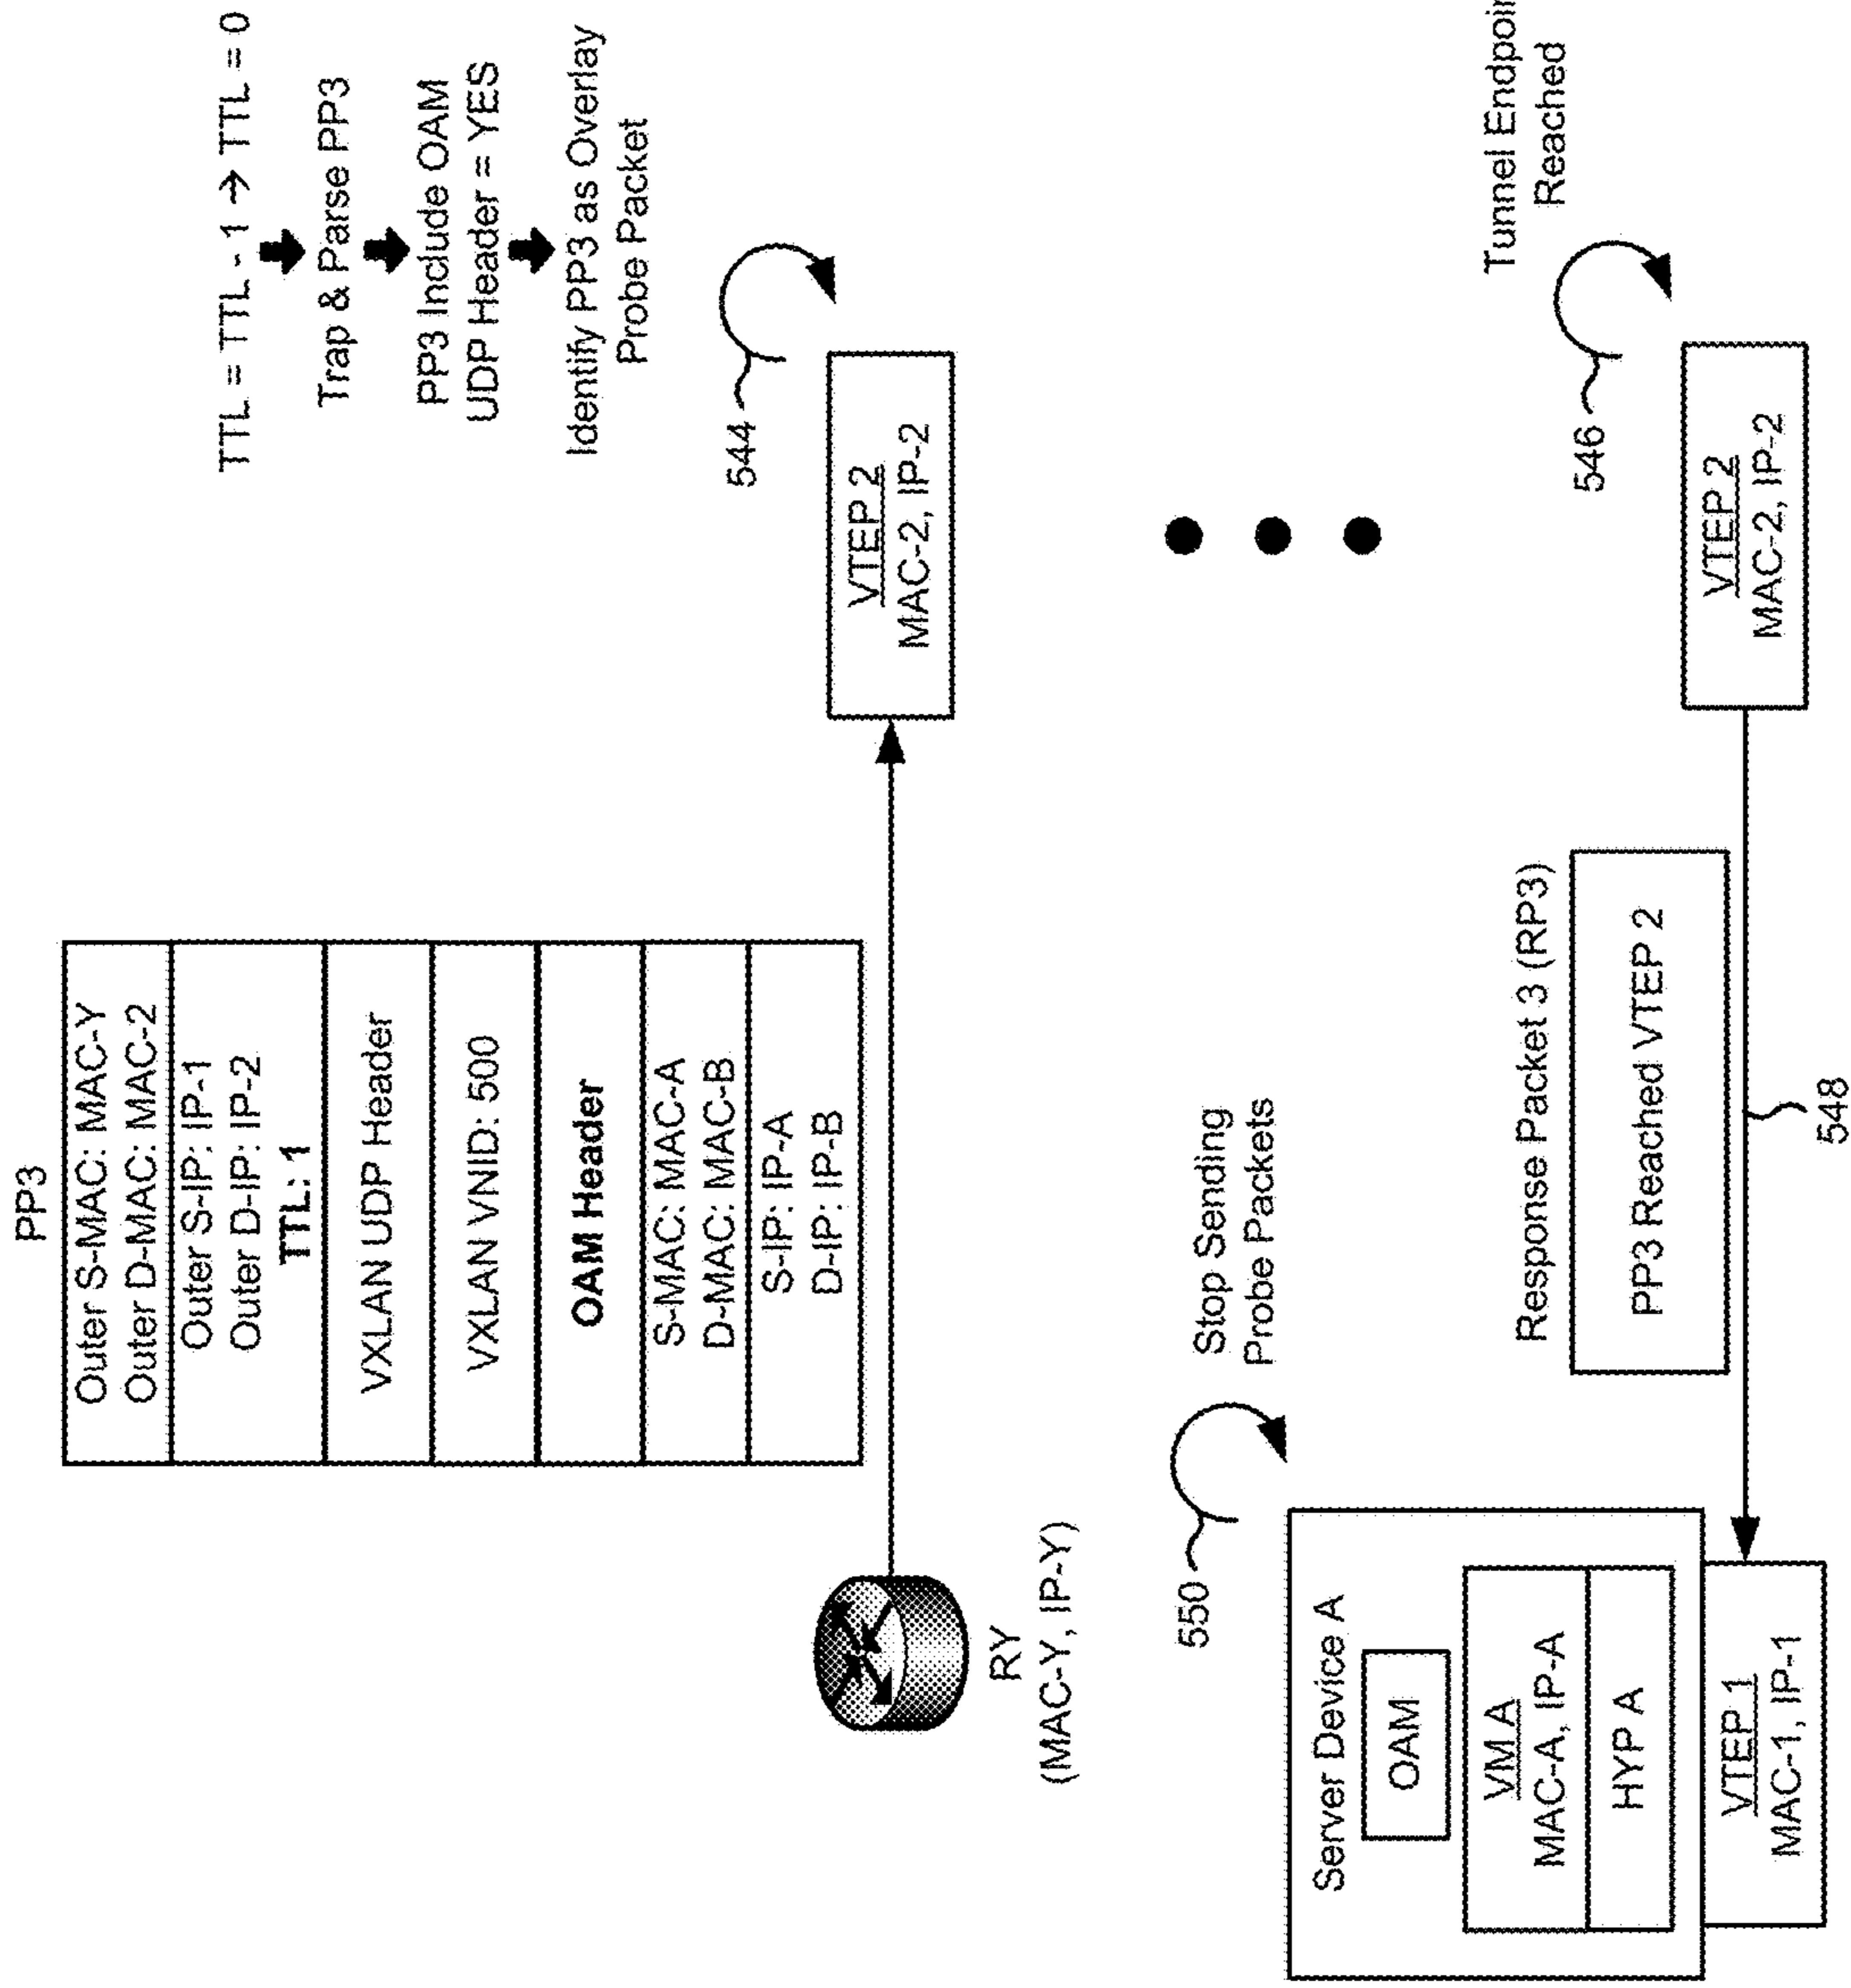 PP3
Outer S-MAC: MAC-Y
Outer D-MAC: MAC-2
Outer S-IP: IP-1
Outer D-IP: IP-2
TTL: 1
VXLAN UDP Header
VXLAN VNID: 500
OAM Header
S-MAC: MAC-A
D-MAC: MAC-B
S-IP: IP-A
D-IP: IP-B
RY
(MAC-Y, IP-Y)
TTL = TTL - 1 → TTL = 0
Trap & Parse PP3
PP3 Include OAM
UDP Header = YES
Identify PP3 as Overlay
Probe Packet
544
VTEP 2
MAC-2, IP-2
550
Stop Sending
Probe Packets
Server Device A
OAM
VM A
MAC-A, IP-A
HYP A
VTEP 1
MAC-1, IP-1
Response Packet 3 (RP3)
PP3 Reached VTEP 2
548
Reached
546
VTEP 2
MAC-2, IP-2
Tunnel